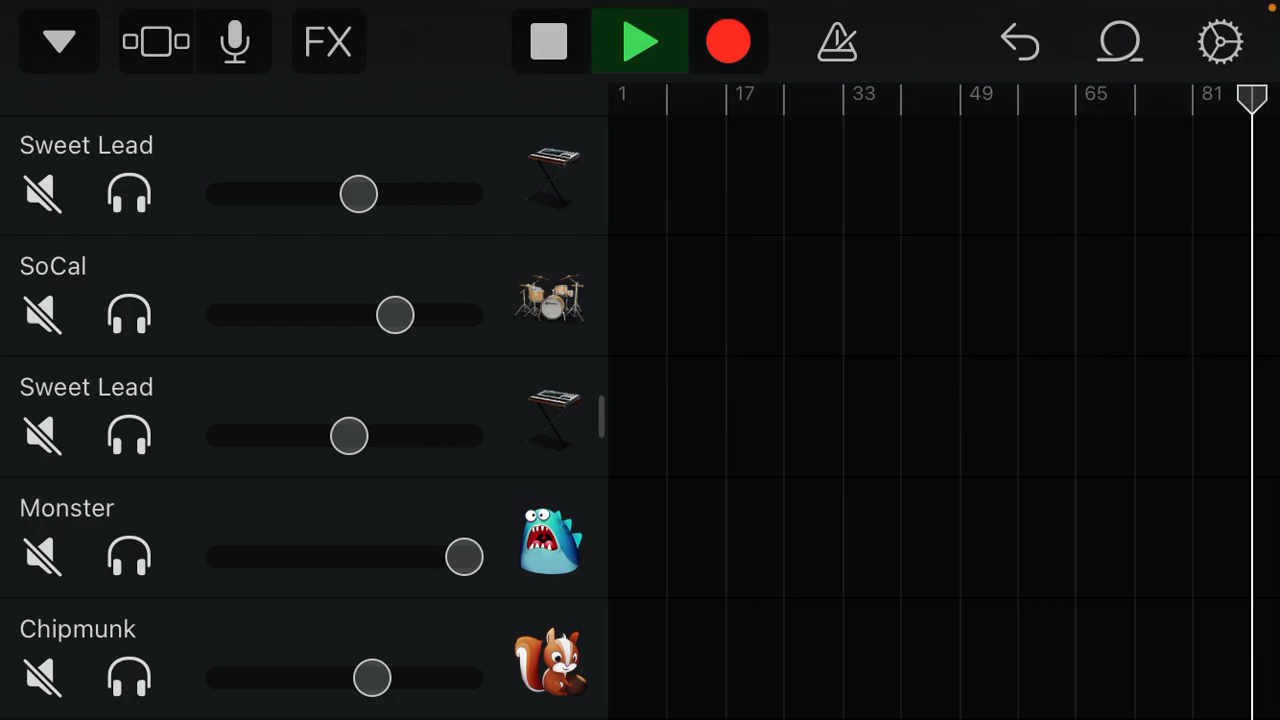 FX
1 17 33 49 65 81
Sweet Lead
SoCal
Sweet Lead
Monster
Chipmunk